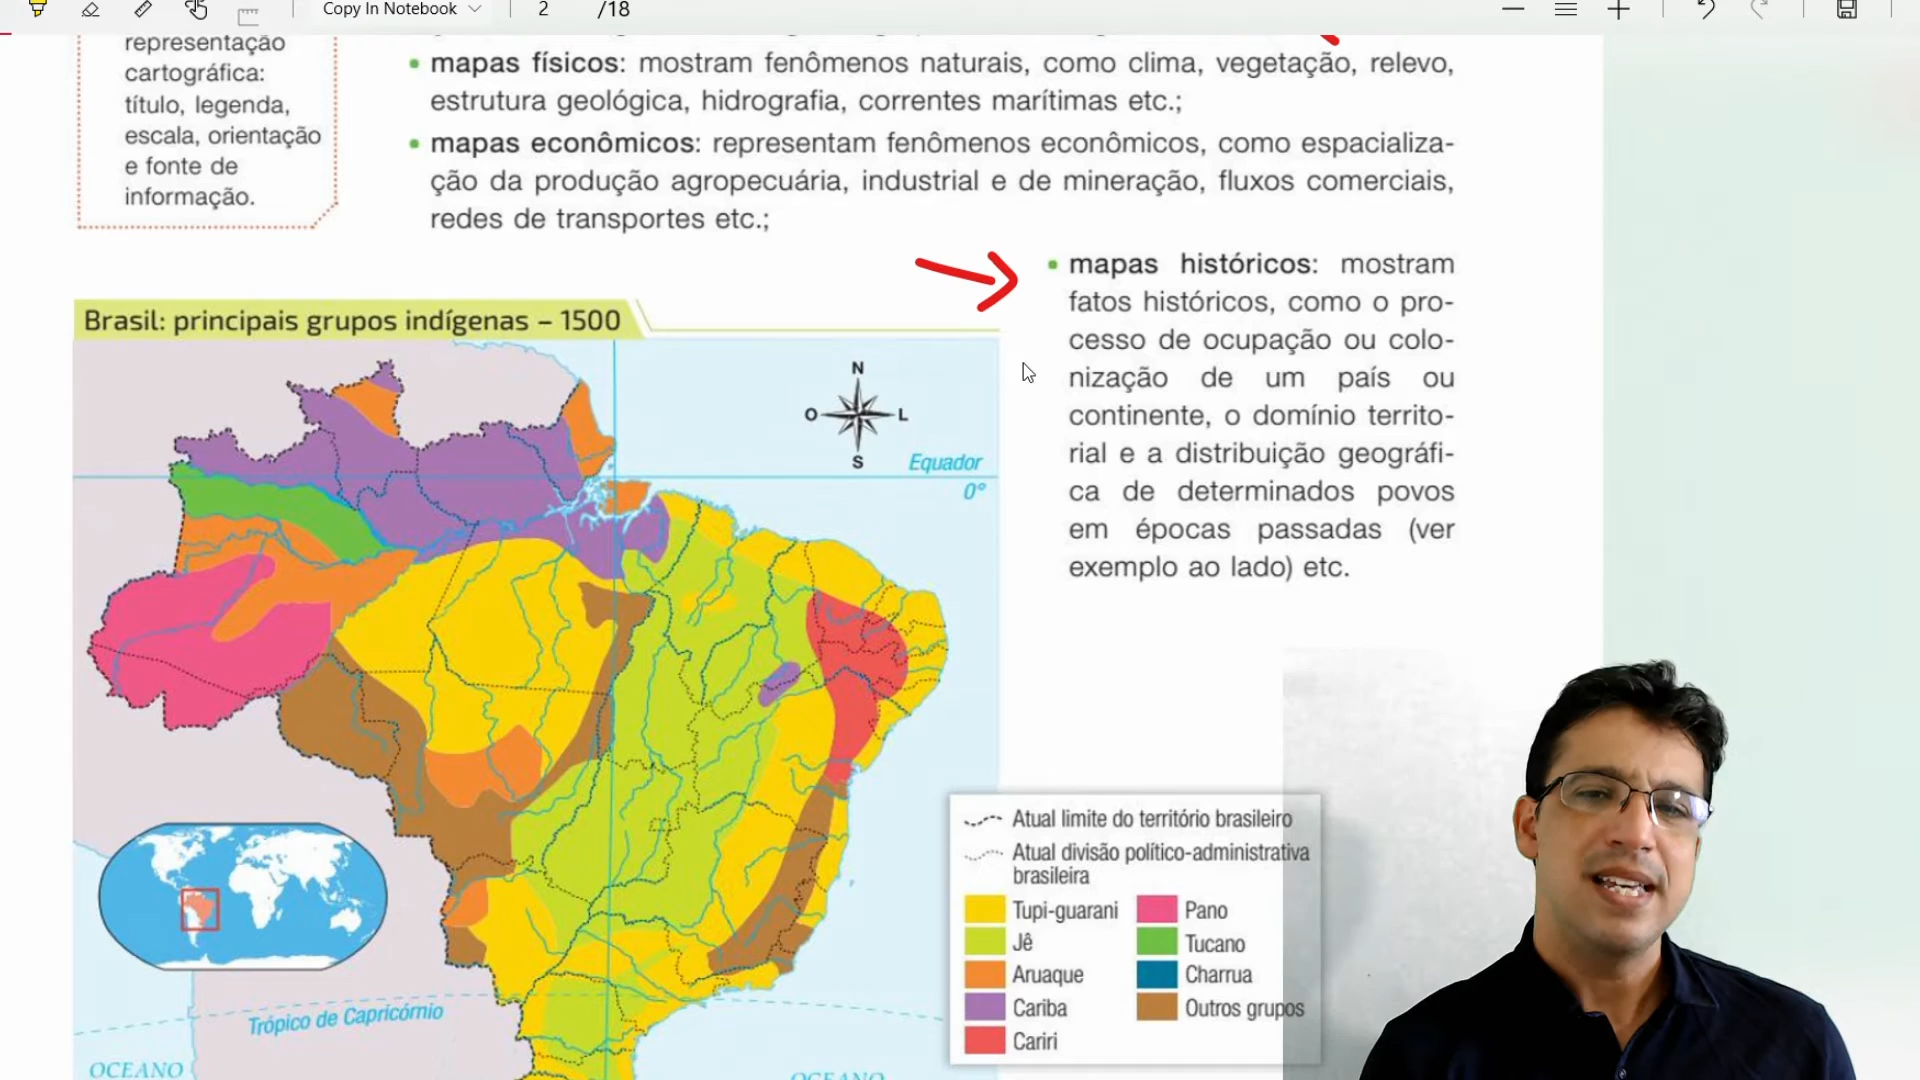 Copy In Notebook
2
/18
representação
cartográfica:
título, legenda,
escala, orientação
e fonte de
informação.
• mapas físicos: mostram fenômenos naturais, como clima, vegetação, relevo,
estrutura geológica, hidrografia, correntes marítimas etc.;
• mapas econômicos: representam fenômenos econômicos, como espacializa-
ção da produção agropecuária, industrial e de mineração, fluxos comerciais,
redes de transportes etc.;
• mapas históricos: mostram
fatos históricos, como o pro-
cesso de ocupação ou colo-
nização de um país ou
continente, o domínio territo-
rial e a distribuição geográfi-
ca de determinados povos
em épocas passadas (ver
exemplo ao lado) etc.
Brasil: principais grupos indígenas – 1500
N
O
L
S
Equador
0°
Trópico de Capricórnio
OCEANO
OCEANO
Atual limite do território brasileiro
Atual divisão político-administrativa
brasileira
Tupi-guarani
Jê
Aruaque
Cariba
Cariri
Pano
Tucano
Charrua
Outros grupos